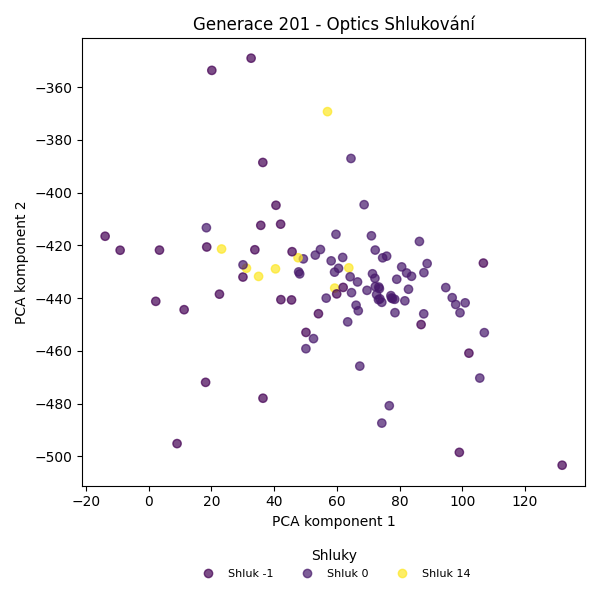 Generace 201 - Optics Shlukování
−360
−380
−400
−420
−440
−460
−480
−500
PCA komponent 2
−20 0 20 40 60 80 100 120
PCA komponent 1
Shluky
Shluk -1 Shluk 0 Shluk 14